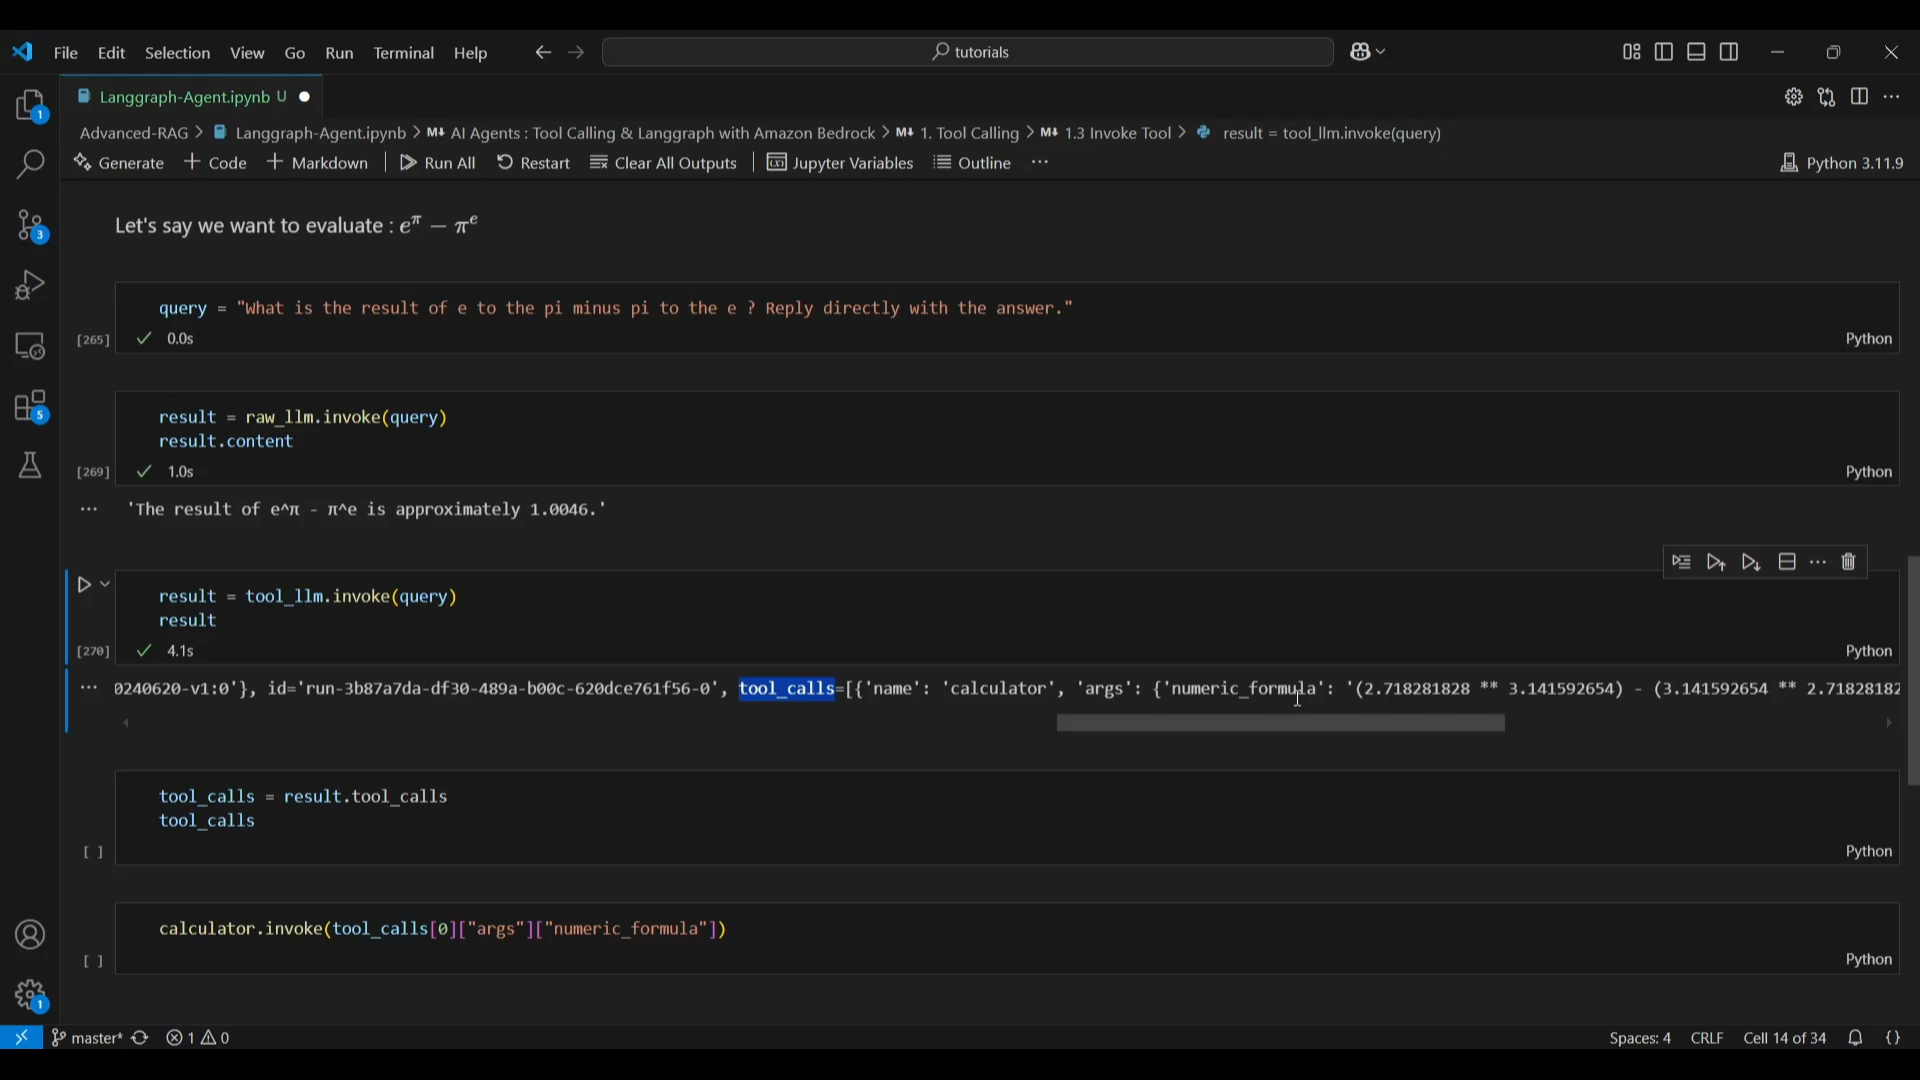 File Edit Selection View Go Run Terminal Help tutorials
Langgraph-Agent.ipynb U
Advanced-RAG > Langgraph-Agent.ipynb > M↓ AI Agents : Tool Calling & Langgraph with Amazon Bedrock > M↓ 1. Tool Calling > M↓ 1.3 Invoke Tool > result = tool_llm.invoke(query)
Generate + Code + Markdown Run All Restart Clear All Outputs Jupyter Variables Outline ... Python 3.11.9
1
3
5
1
Let's say we want to evaluate : e^π − π^e
query = "What is the result of e to the pi minus pi to the e ? Reply directly with the answer."
[265] 0.0s Python
result = raw_llm.invoke(query)
result.content
[269] 1.0s Python
'The result of e^π - π^e is approximately 1.0046.'
result = tool_llm.invoke(query)
result
[270] 4.1s Python
0240620-v1:0'}, id='run-3b87a7da-df30-489a-b00c-620dce761f56-0', tool_calls=[{'name': 'calculator', 'args': {'numeric_formula': '(2.718281828 ** 3.141592654) - (3.141592654 ** 2.71828182
tool_calls = result.tool_calls
tool_calls
[ ] Python
calculator.invoke(tool_calls[0]["args"]["numeric_formula"])
[ ] Python
master* 1 0 Spaces: 4 CRLF Cell 14 of 34 {}